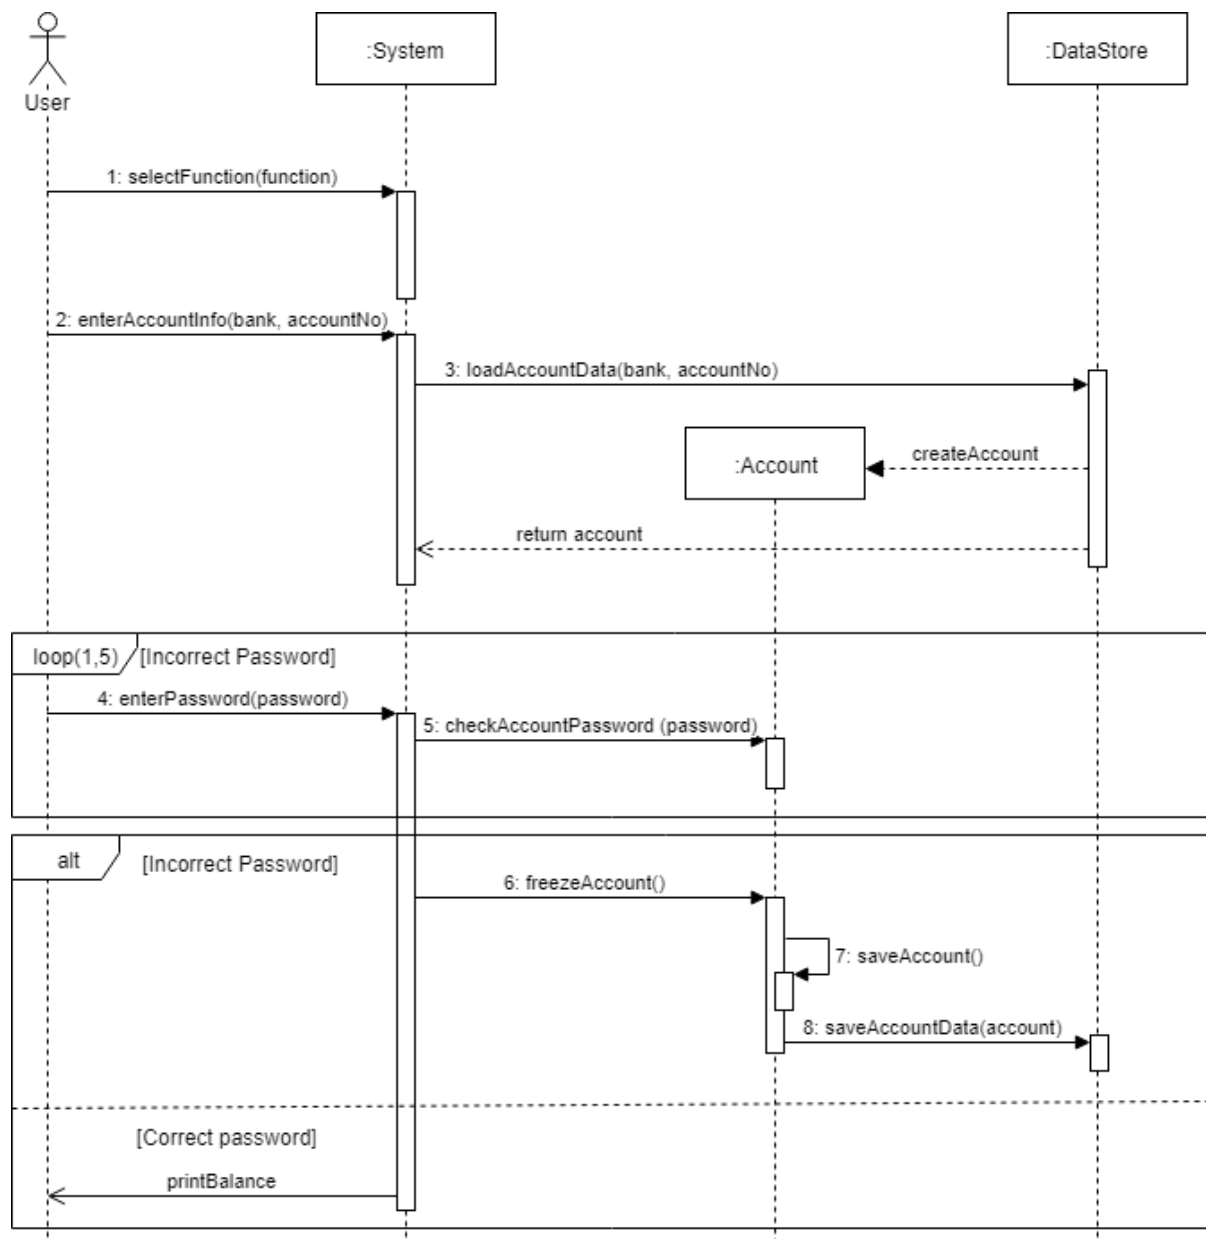 :System
:DataStore
User
1: selectFunction(function)
2: enterAccountInfo(bank, accountNo)
3: loadAccountData(bank, accountNo)
createAccount
:Account
return account
loop(1,5)
[Incorrect Password]
4: enterPassword(password)
5: checkAccountPassword (password)
alt
[Incorrect Password]
6: freezeAccount()
7: saveAccount()
8: saveAccountData(account)
[Correct password]
printBalance